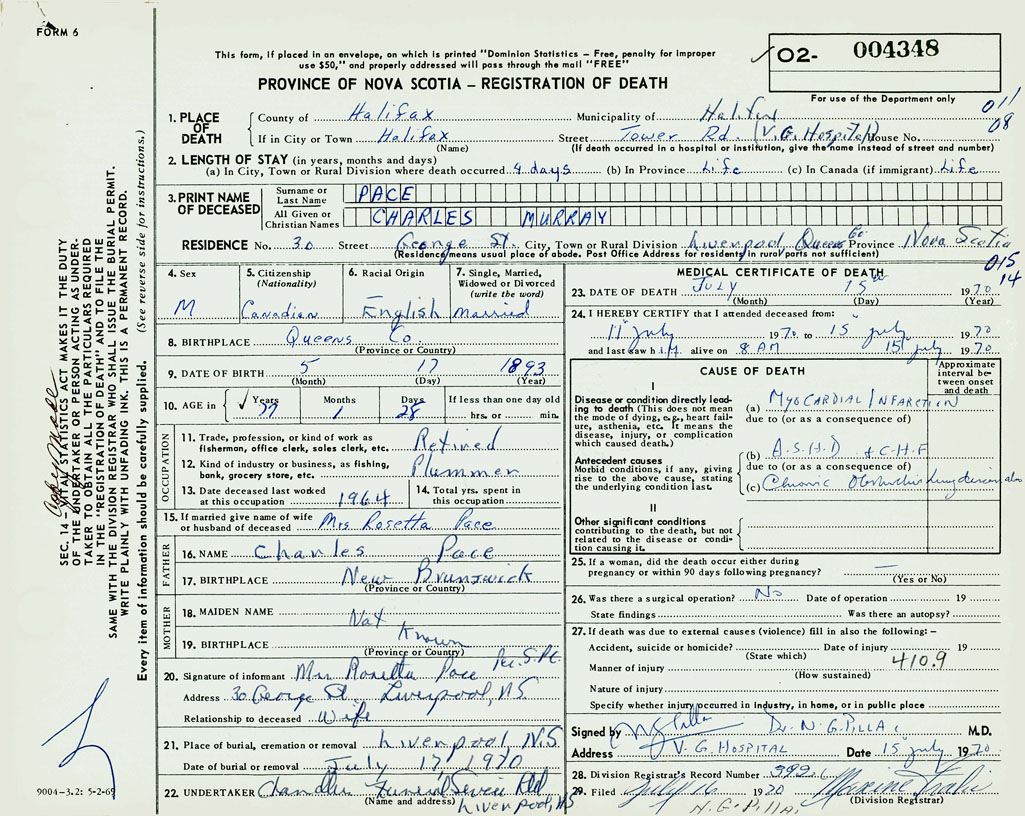 FORM 6
This form, if placed in an envelope, on which is printed "Dominion Statistics – Free, penalty for improper
use $50," and properly addressed will pass through the mail "FREE"
PROVINCE OF NOVA SCOTIA – REGISTRATION OF DEATH
O2- 004348
For use of the Department only
011
08
1. PLACE OF DEATH
County of Halifax Municipality of Halifax
If in City or Town Halifax Street Tower Rd. (V.G. Hospital) House No.
(Name) (If death occurred in a hospital or institution, give the name instead of street and number)
2. LENGTH OF STAY (in years, months and days)
(a) In City, Town or Rural Division where death occurred 4 days (b) In Province Life (c) In Canada (if immigrant) Life
3. PRINT NAME OF DECEASED
Surname or Last Name PACE
All Given or Christian Names CHARLES MURRAY
RESIDENCE No. 30 Street George St. City, Town or Rural Division Liverpool Queens Co Province Nova Scotia
(Residence means usual place of abode. Post Office Address for residents in rural parts not sufficient)
015
14
4. Sex
M
5. Citizenship
(Nationality)
Canadian
6. Racial Origin
English
7. Single, Married,
Widowed or Divorced
(write the word)
Married
8. BIRTHPLACE Queens Co.
(Province or Country)
9. DATE OF BIRTH 5 17 1893
(Month) (Day) (Year)
10. AGE in Years Months Days If less than one day old
77 1 28 hrs. or min.
OCCUPATION
11. Trade, profession, or kind of work as
fisherman, office clerk, sales clerk, etc. Retired
12. Kind of industry or business, as fishing,
bank, grocery store, etc. Plummer
13. Date deceased last worked
at this occupation 1964
14. Total yrs. spent in
this occupation
15. If married give name of wife
or husband of deceased Mrs Rosetta Pace
FATHER
16. NAME Charles Pace
17. BIRTHPLACE New Brunswick
(Province or Country)
MOTHER
18. MAIDEN NAME Not
19. BIRTHPLACE Known
(Province or Country)
20. Signature of informant Mrs Rosetta Pace
Address 30 George St. Liverpool, NS
Relationship to deceased Wife
21. Place of burial, cremation or removal Liverpool, N.S.
Date of burial or removal July 17, 1970
22. UNDERTAKER Chandler Funeral Service Ltd
(Name and address) Liverpool, NS
MEDICAL CERTIFICATE OF DEATH
23. DATE OF DEATH July 15th 1970
(Month) (Day) (Year)
24. I HEREBY CERTIFY that I attended deceased from:
11 July 1970 to 15 July 1970
and last saw him alive on 8 AM 15 July 1970
CAUSE OF DEATH
Approximate
interval be-
tween onset
and death
I
Disease or condition directly lead-
ing to death (This does not mean
the mode of dying, e.g., heart fail-
ure, asthenia, etc. It means the
disease, injury, or complication
which caused death.)
(a) MYOCARDIAL INFARCTION
due to (or as a consequence of)
Antecedent causes
Morbid conditions, if any, giving
rise to the above cause, stating
the underlying condition last.
(b) A.S.H.D & C.H.F
due to (or as a consequence of)
(c) Chronic Obstructive lung disease
II
Other significant conditions
contributing to the death, but not
related to the disease or condi-
tion causing it.
25. If a woman, did the death occur either during
pregnancy or within 90 days following pregnancy? —
(Yes or No)
26. Was there a surgical operation? No Date of operation 19
State findings Was there an autopsy?
27. If death was due to external causes (violence) fill in also the following: –
Accident, suicide or homicide? Date of injury 19
(State which)
Manner of injury 410.9
(How sustained)
Nature of injury
Specify whether injury occurred in industry, in home, or in public place
Signed by N G Pillai Dr. N G. PILLAI M.D.
Address V. G. HOSPITAL Date 15 July 1970
28. Division Registrar's Record Number 3926
29. Filed July 16 1970
(Division Registrar)
N. G. Pillai
SEC. 14 – VITAL STATISTICS ACT MAKES IT THE DUTY
OF THE UNDERTAKER OR PERSON ACTING AS UNDER-
TAKER TO OBTAIN ALL THE PARTICULARS REQUIRED
IN THE "REGISTRATION OF DEATH" AND TO FILE THE
SAME WITH THE DIVISION REGISTRAR WHO SHALL ISSUE THE BURIAL PERMIT.
WRITE PLAINLY WITH UNFADING INK. THIS IS A PERMANENT RECORD.
Every item of information should be carefully supplied. (See reverse side for instructions.)
9004-3.2: 5-2-69